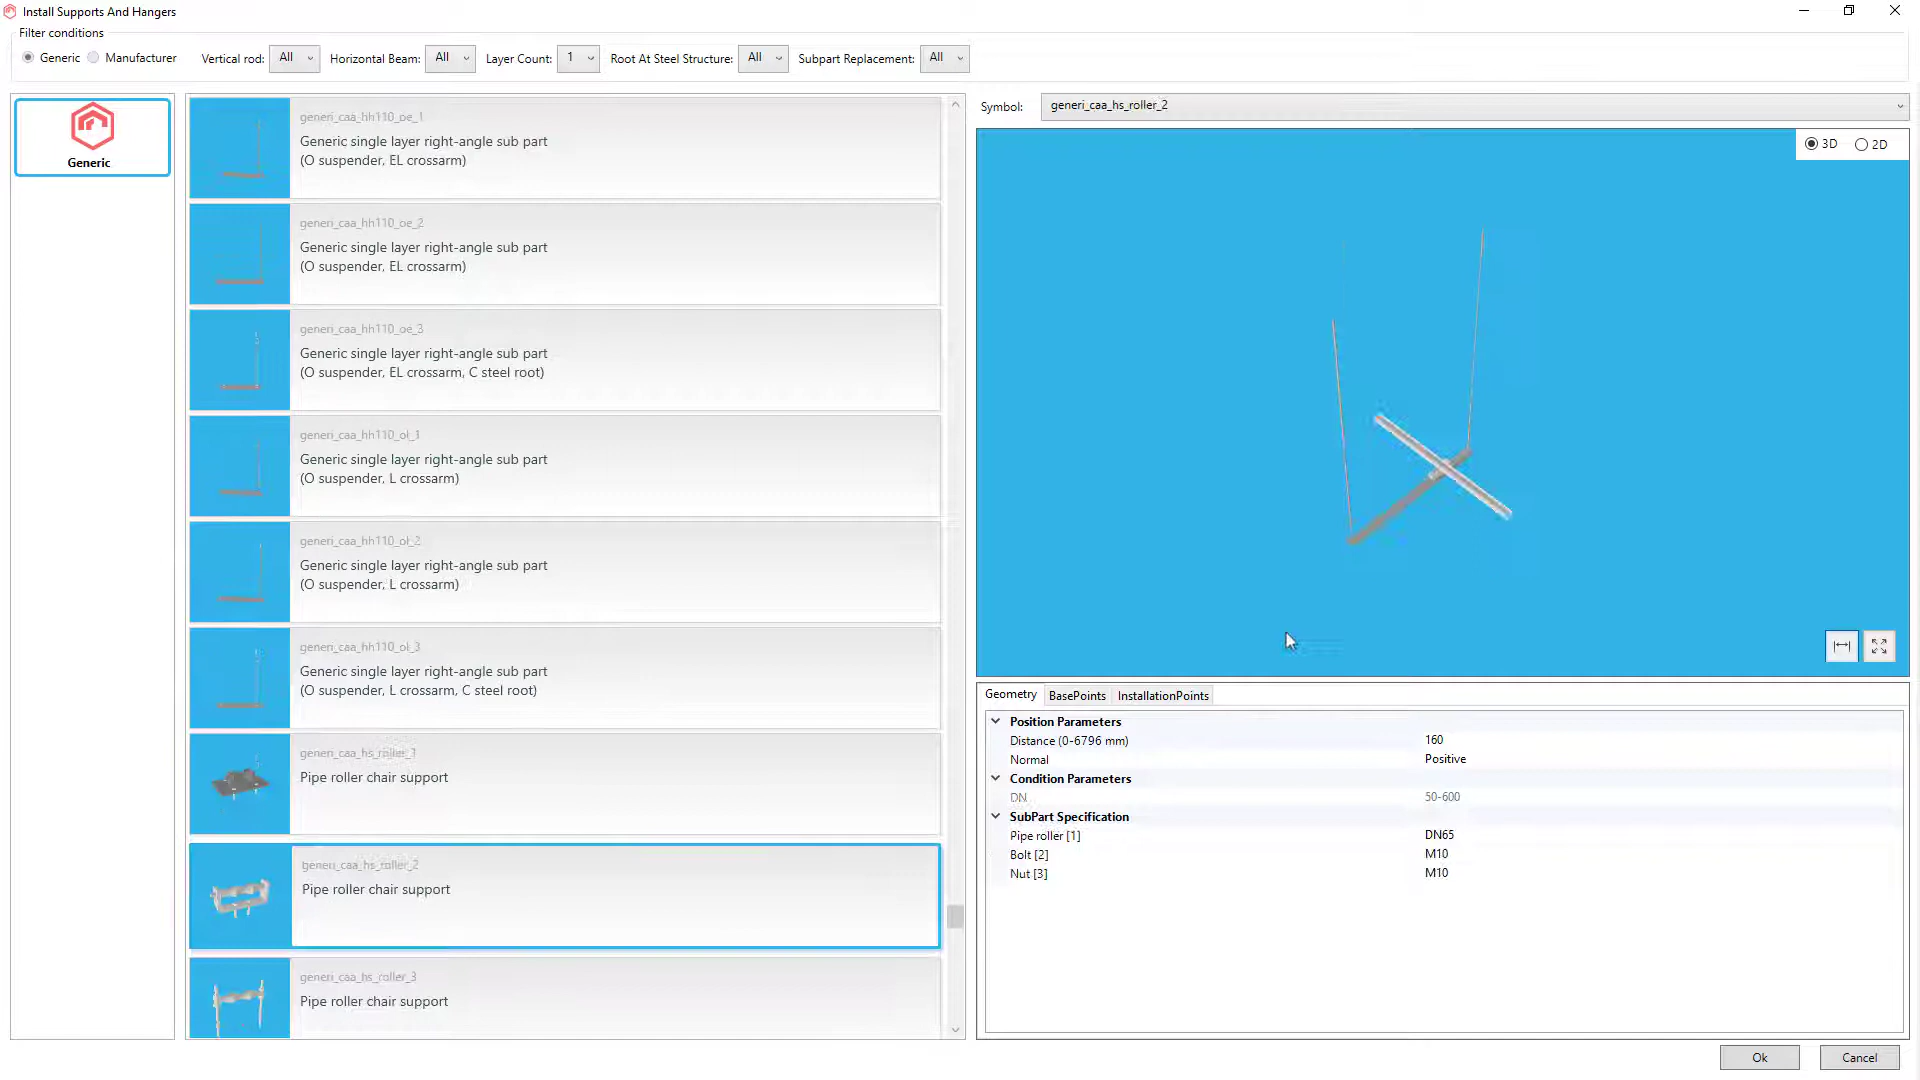 Install Supports And Hangers
Filter conditions
Generic Manufacturer Vertical rod: All Horizontal Beam: All Layer Count: 1 Root At Steel Structure: All Subpart Replacement: All
Generic
generi_caa_hh110_oe_1
Generic single layer right-angle sub part
(O suspender, EL crossarm)
generi_caa_hh110_oe_2
Generic single layer right-angle sub part
(O suspender, EL crossarm)
generi_caa_hh110_oe_3
Generic single layer right-angle sub part
(O suspender, EL crossarm, C steel root)
generi_caa_hh110_ol_1
Generic single layer right-angle sub part
(O suspender, L crossarm)
generi_caa_hh110_ol_2
Generic single layer right-angle sub part
(O suspender, L crossarm)
generi_caa_hh110_ol_3
Generic single layer right-angle sub part
(O suspender, L crossarm, C steel root)
generi_caa_hs_roller_1
Pipe roller chair support
generi_caa_hs_roller_2
Pipe roller chair support
generi_caa_hs_roller_3
Pipe roller chair support
Symbol: generi_caa_hs_roller_2
3D 2D
Geometry BasePoints InstallationPoints
Position Parameters
Distance (0-6796 mm) 160
Normal Positive
Condition Parameters
DN 50-600
SubPart Specification
Pipe roller [1] DN65
Bolt [2] M10
Nut [3] M10
Ok Cancel